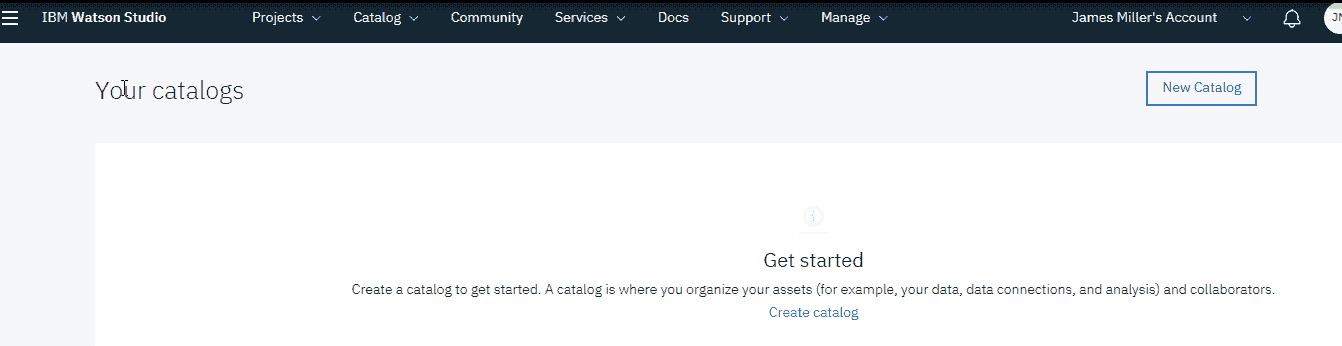 IBM Watson Studio Projects Catalog Community Services Docs Support Manage James Miller's Account JN
Your catalogs New Catalog
Get started
Create a catalog to get started. A catalog is where you organize your assets (for example, your data, data connections, and analysis) and collaborators.
Create catalog